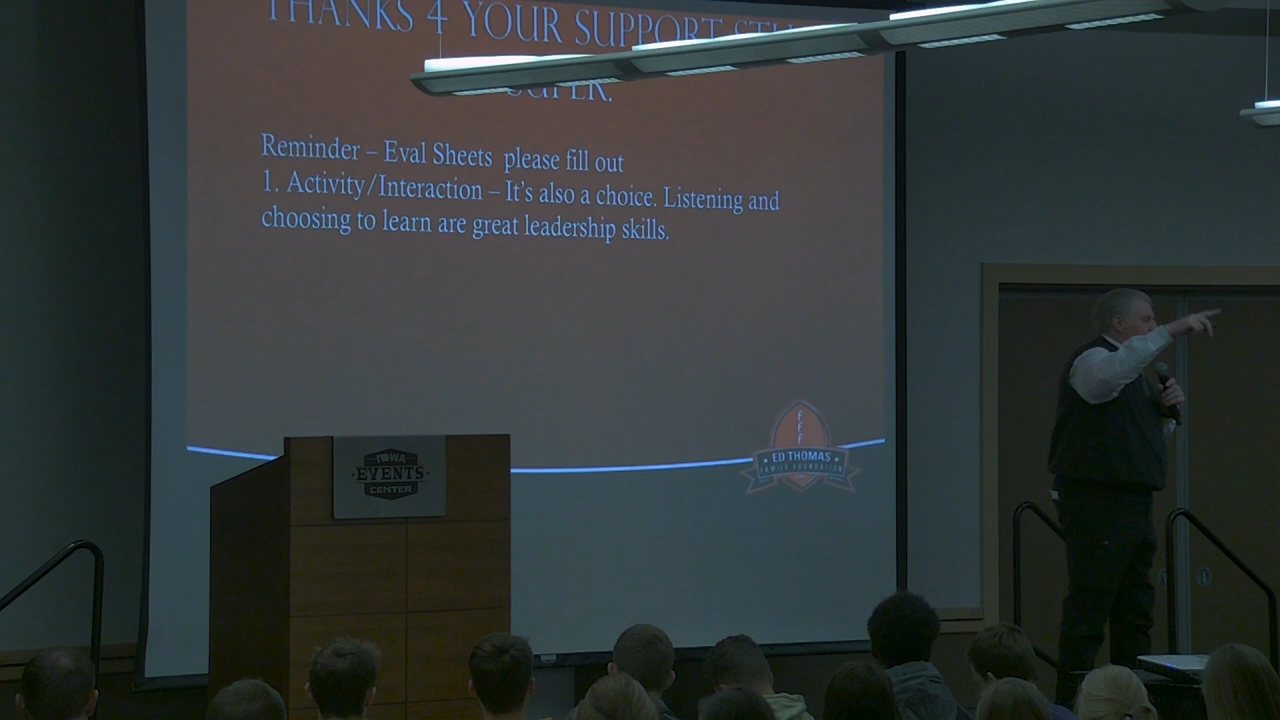 THANKS 4 YOUR SUPPORT
Reminder – Eval Sheets please fill out
1. Activity/Interaction – It's also a choice. Listening and
choosing to learn are great leadership skills.
F
F
F
ED THOMAS
FAMILY FOUNDATION
IOWA
EVENTS
CENTER